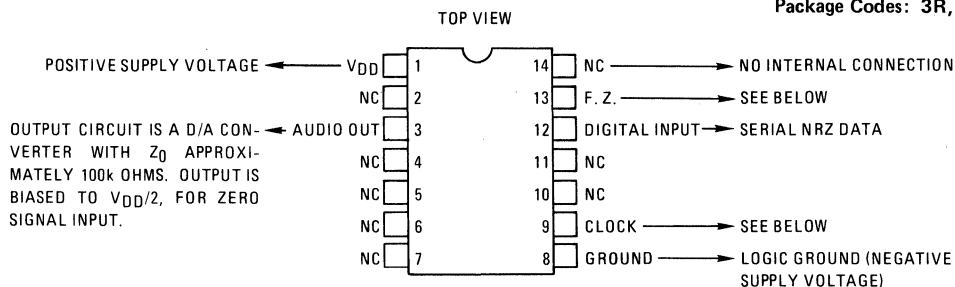 Package Codes: 3R,
TOP VIEW
POSITIVE SUPPLY VOLTAGE VDD 1 14 NC NO INTERNAL CONNECTION
NC 2 13 F. Z. SEE BELOW
OUTPUT CIRCUIT IS A D/A CON- AUDIO OUT 3 12 DIGITAL INPUT SERIAL NRZ DATA
VERTER WITH Z0 APPROXI-
MATELY 100k OHMS. OUTPUT IS
BIASED TO VDD/2, FOR ZERO
SIGNAL INPUT.
NC 4 11 NC
NC 5 10 NC
NC 6 9 CLOCK SEE BELOW
NC 7 8 GROUND LOGIC GROUND (NEGATIVE
SUPPLY VOLTAGE)